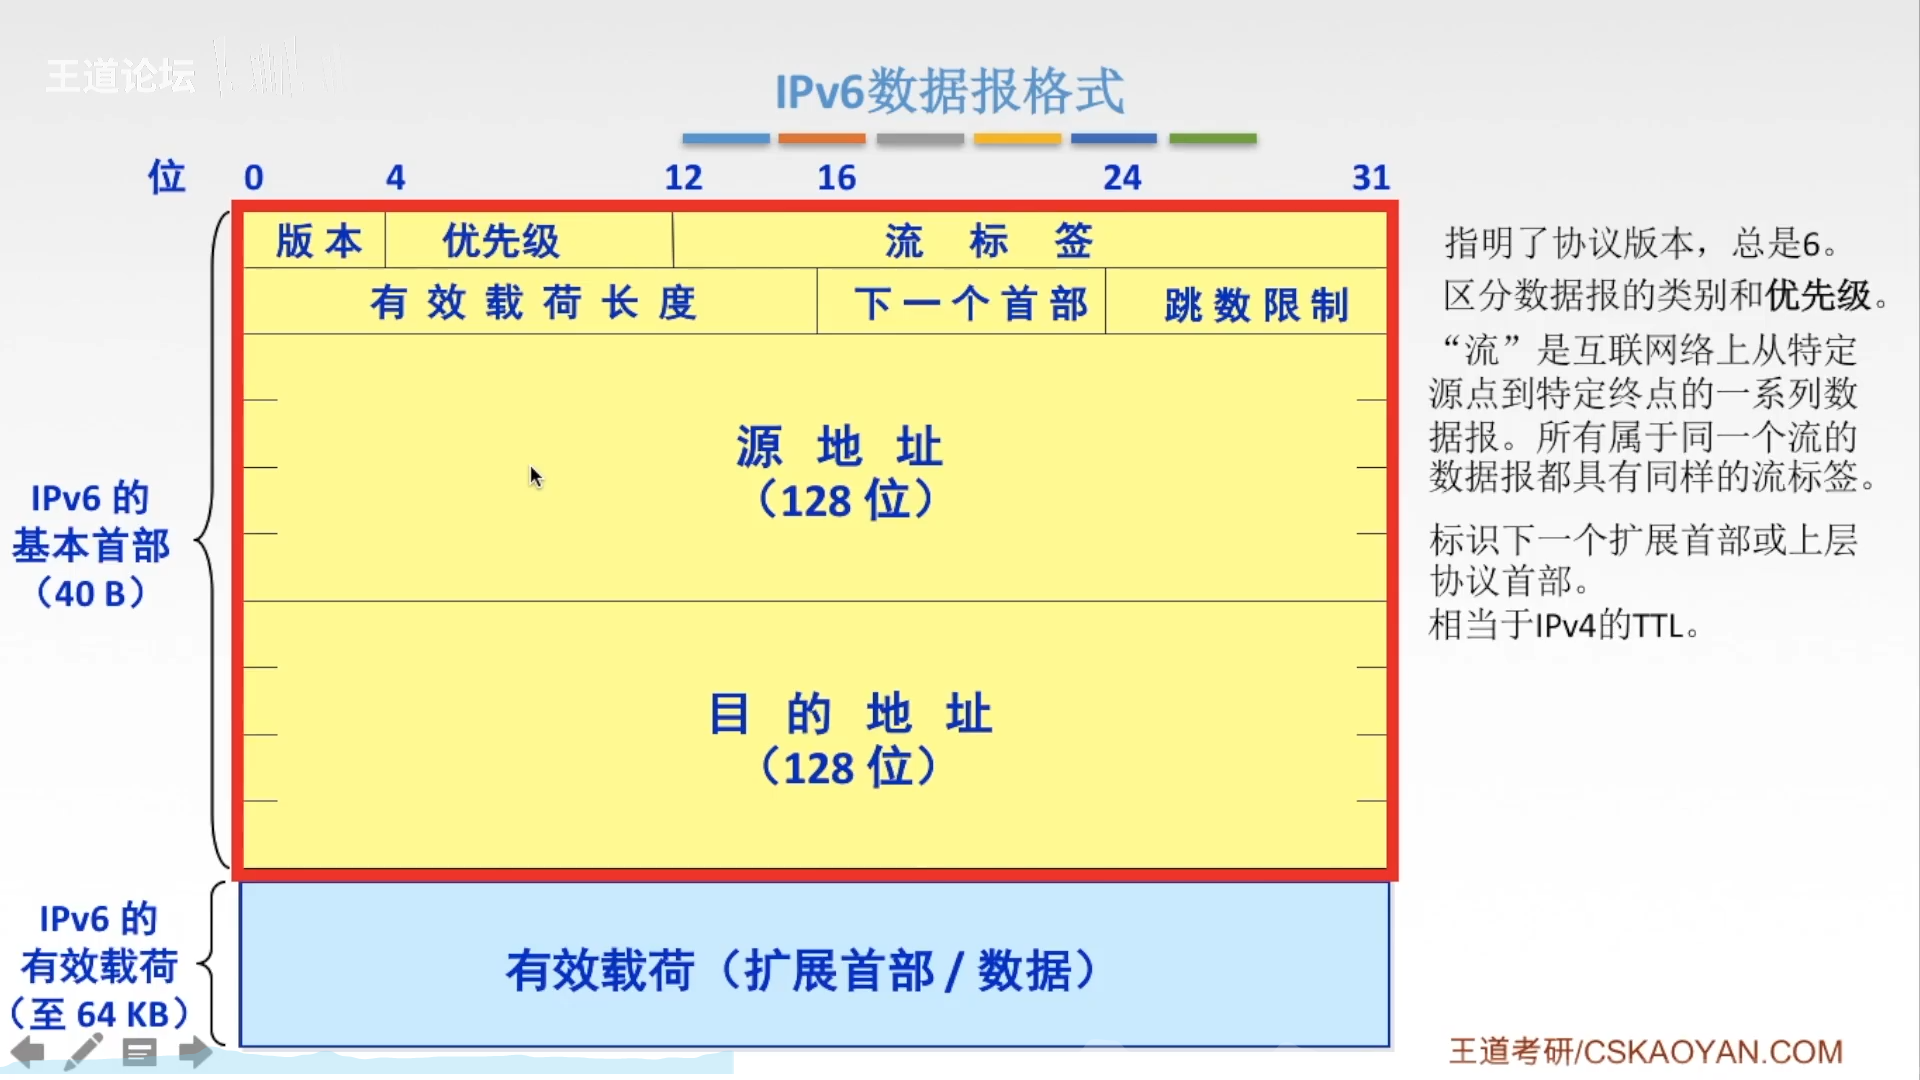 王道论坛
IPv6数据报格式
位 0 4 12 16 24 31
版本 优先级 流标签
有效载荷长度 下一个首部 跳数限制
源地址
（128 位）
目的地址
（128 位）
IPv6 的
基本首部
（40 B）
IPv6 的
有效载荷
（至 64 KB）
有效载荷（扩展首部 / 数据）
指明了协议版本，总是6。
区分数据报的类别和优先级。
“流”是互联网络上从特定
源点到特定终点的一系列数
据报。所有属于同一个流的
数据报都具有同样的流标签。
标识下一个扩展首部或上层
协议首部。
相当于IPv4的TTL。
王道考研/CSKAOYAN.COM